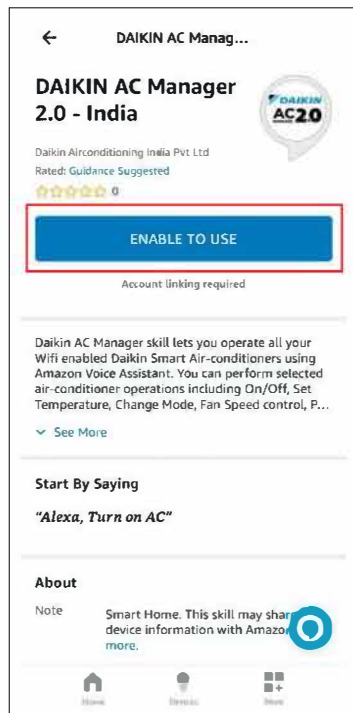 DAIKIN AC Manag...
DAIKIN AC Manager
2.0 - India
DAIKIN
AC2.0
Daikin Airconditioning India Pvt Ltd
Rated: Guidance Suggested
0
ENABLE TO USE
Account linking required
Daikin AC Manager skill lets you operate all your
Wifi enabled Daikin Smart Air-conditioners using
Amazon Voice Assistant. You can perform selected
air-conditioner operations including On/Off, Set
Temperature, Change Mode, Fan Speed control, P...
See More
Start By Saying
"Alexa, Turn on AC"
About
Note
Smart Home. This skill may shar
device information with Amazo
more.
Home
Devices
More